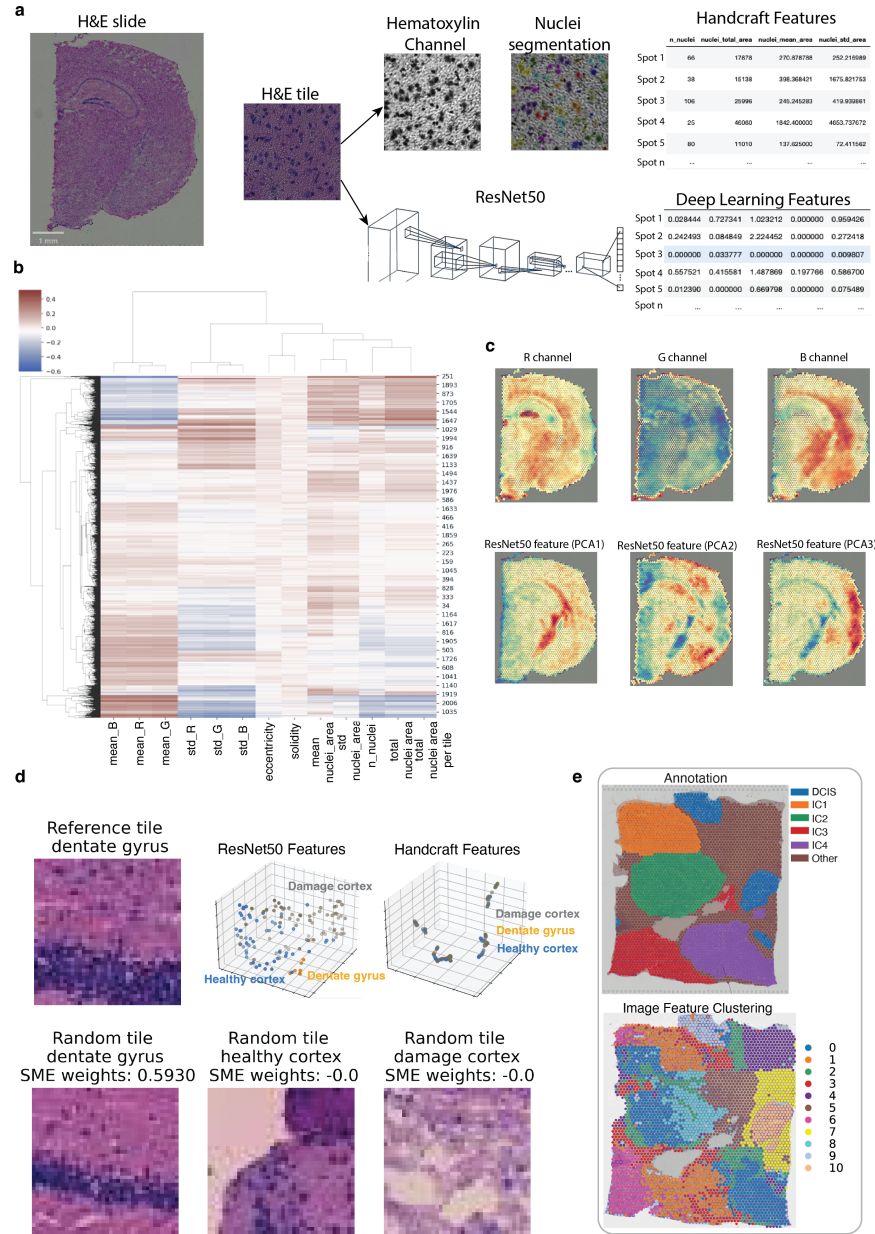 a
H&E slide
1 mm
H&E tile
Hematoxylin
Channel
Nuclei
segmentation
Handcraft Features
n_nuclei nuclei_total_area nuclei_mean_area nuclei_std_area
Spot 1 66 17878 270.878788 252.216989
Spot 2 38 15138 398.368421 1675.821753
Spot 3 106 25996 245.245283 419.939861
Spot 4 25 46060 1842.400000 4653.737672
Spot 5 80 11010 137.625000 72.411562
Spot n ... ... ... ...
ResNet50
...
Deep Learning Features
Spot 1 0.028444 0.727341 1.023212 0.000000 0.959426
Spot 2 0.242493 0.084849 2.224452 0.000000 0.272418
Spot 3 0.000000 0.033777 0.000000 0.000000 0.009807
Spot 4 0.557521 0.415581 1.487869 0.197766 0.586700
Spot 5 0.012390 0.000000 0.669798 0.000000 0.075489
Spot n ... ... ... ...
b
0.4
0.2
0.0
−0.2
−0.4
−0.6
251
1893
873
1705
1544
1647
1029
1994
916
1639
1133
1494
1437
1976
586
1633
466
416
1859
265
223
159
1045
394
828
333
34
1164
1617
816
1905
503
1726
608
1041
1140
1919
2006
1035
mean_B
mean_R
mean_G
std_R
std_G
std_B
eccentricity
solidity
mean
nuclei_area
std
nuclei_area
n_nuclei
total
nuclei area
total
nuclei area
per tile
c
R channel
G channel
B channel
ResNet50 feature (PCA1)
ResNet50 feature (PCA2)
ResNet50 feature (PCA3)
d
Reference tile
dentate gyrus
ResNet50 Features
Damage cortex
Healthy cortex
Dentate gyrus
Handcraft Features
Damage cortex
Dentate gyrus
Healthy cortex
Random tile
dentate gyrus
SME weights: 0.5930
Random tile
healthy cortex
SME weights: -0.0
Random tile
damage cortex
SME weights: -0.0
e
Annotation
DCIS
IC1
IC2
IC3
IC4
Other
Image Feature Clustering
0
1
2
3
4
5
6
7
8
9
10